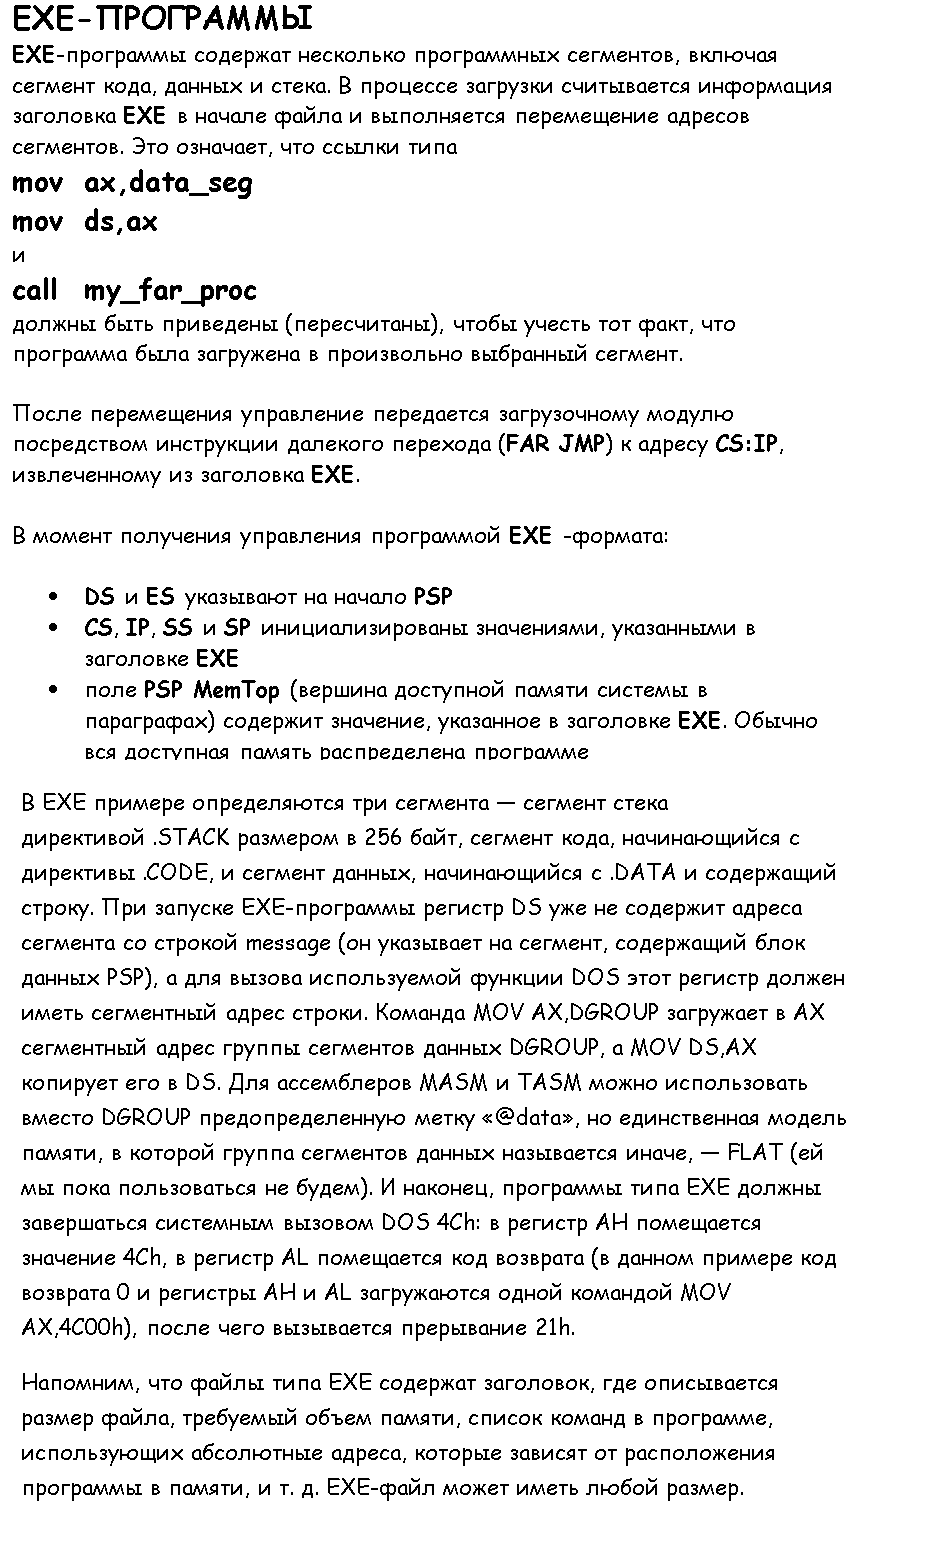 EXE-ПРОГРАММЫ
EXE-программы содержат несколько программных сегментов, включая
сегмент кода, данных и стека. В процессе загрузки считывается информация
заголовка EXE в начале файла и выполняется перемещение адресов
сегментов. Это означает, что ссылки типа
mov ax,data_seg
mov ds,ax
и
call my_far_proc
должны быть приведены (пересчитаны), чтобы учесть тот факт, что
программа была загружена в произвольно выбранный сегмент.
После перемещения управление передается загрузочному модулю
посредством инструкции далекого перехода (FAR JMP) к адресу CS:IP,
извлеченному из заголовка EXE.
В момент получения управления программой EXE -формата:
• DS и ES указывают на начало PSP
• CS, IP, SS и SP инициализированы значениями, указанными в
заголовке EXE
• поле PSP MemTop (вершина доступной памяти системы в
параграфах) содержит значение, указанное в заголовке EXE. Обычно
вся доступная память распределена программе
В EXE примере определяются три сегмента — сегмент стека
директивой .STACK размером в 256 байт, сегмент кода, начинающийся с
директивы .CODE, и сегмент данных, начинающийся с .DATA и содержащий
строку. При запуске EXE-программы регистр DS уже не содержит адреса
сегмента со строкой message (он указывает на сегмент, содержащий блок
данных PSP), а для вызова используемой функции DOS этот регистр должен
иметь сегментный адрес строки. Команда MOV AX,DGROUP загружает в AX
сегментный адрес группы сегментов данных DGROUP, а MOV DS,AX
копирует его в DS. Для ассемблеров MASM и TASM можно использовать
вместо DGROUP предопределенную метку «@data», но единственная модель
памяти, в которой группа сегментов данных называется иначе, — FLAT (ей
мы пока пользоваться не будем). И наконец, программы типа EXE должны
завершаться системным вызовом DOS 4Ch: в регистр AH помещается
значение 4Ch, в регистр AL помещается код возврата (в данном примере код
возврата 0 и регистры AH и AL загружаются одной командой MOV
AX,4C00h), после чего вызывается прерывание 21h.
Напомним, что файлы типа EXE содержат заголовок, где описывается
размер файла, требуемый объем памяти, список команд в программе,
использующих абсолютные адреса, которые зависят от расположения
программы в памяти, и т. д. EXE-файл может иметь любой размер.